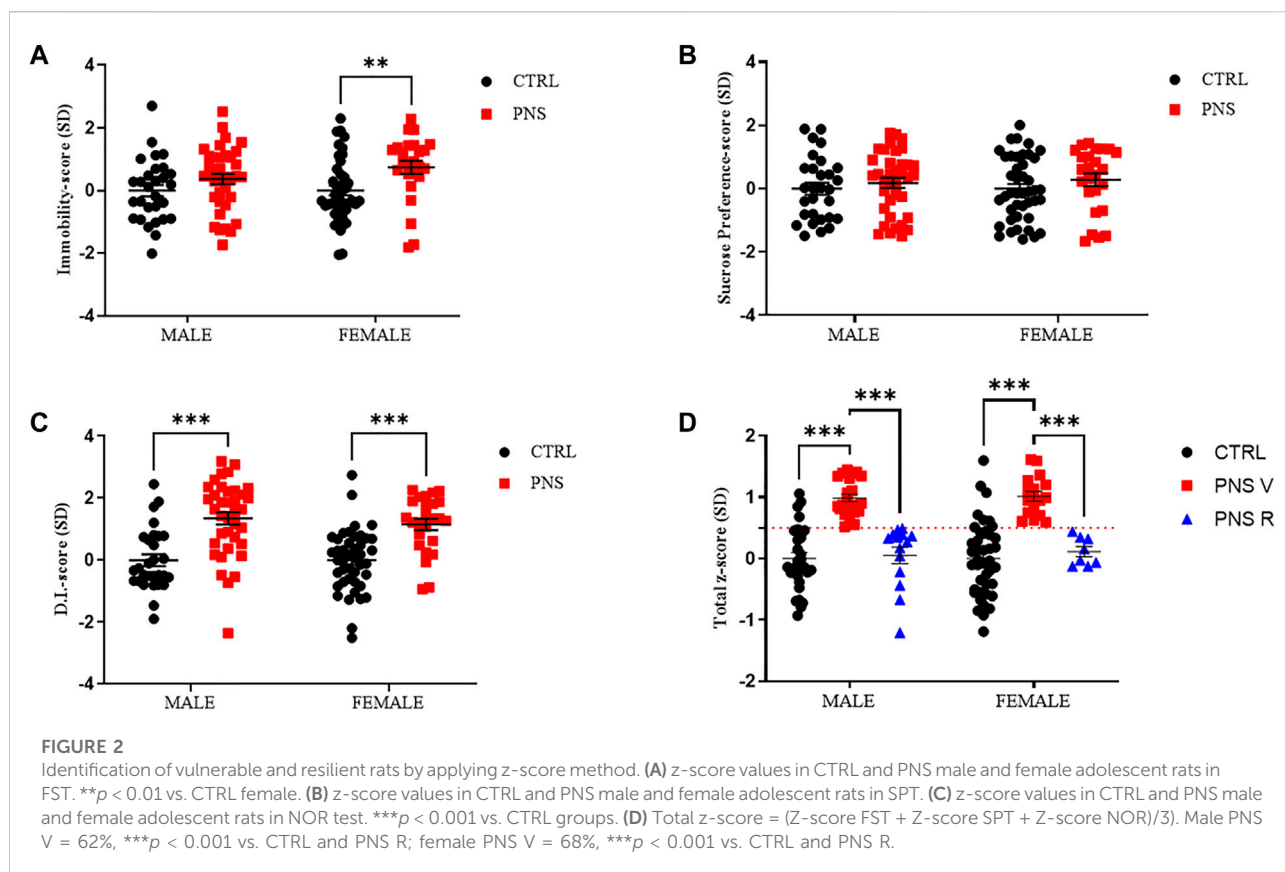 A
**
CTRL
PNS
Immobility-score (SD)
4
2
0
-2
-4
MALE
FEMALE
B
CTRL
PNS
Sucrose Preference-score (SD)
4
2
0
-2
-4
MALE
FEMALE
C
***
***
CTRL
PNS
D.I.-score (SD)
4
2
0
-2
-4
MALE
FEMALE
D
***
***
***
***
CTRL
PNS V
PNS R
Total z-score (SD)
2
1
0
-1
-2
MALE
FEMALE
FIGURE 2
Identification of vulnerable and resilient rats by applying z-score method. (A) z-score values in CTRL and PNS male and female adolescent rats in
FST. **p < 0.01 vs. CTRL female. (B) z-score values in CTRL and PNS male and female adolescent rats in SPT. (C) z-score values in CTRL and PNS male
and female adolescent rats in NOR test. ***p < 0.001 vs. CTRL groups. (D) Total z-score = (Z-score FST + Z-score SPT + Z-score NOR)/3). Male PNS
V = 62%, ***p < 0.001 vs. CTRL and PNS R; female PNS V = 68%, ***p < 0.001 vs. CTRL and PNS R.